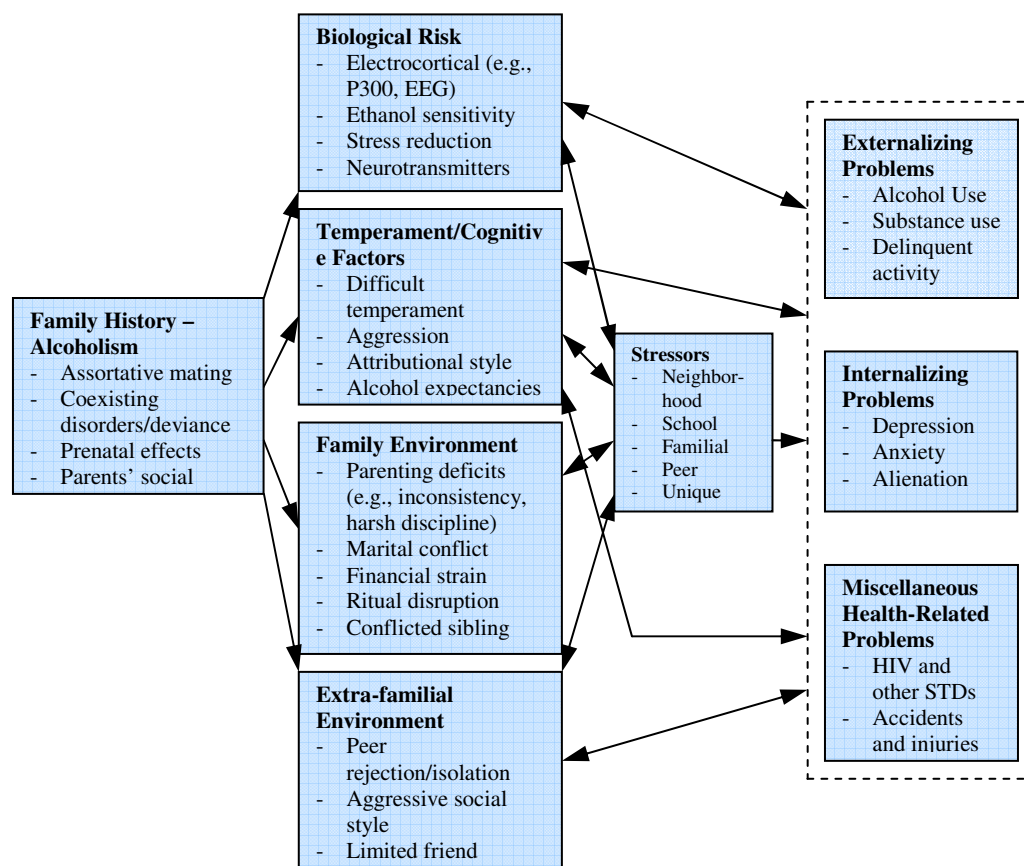 Biological Risk
- Electrocortical (e.g.,
P300, EEG)
- Ethanol sensitivity
- Stress reduction
- Neurotransmitters
Temperament/Cognitiv
e Factors
- Difficult
temperament
- Aggression
- Attributional style
- Alcohol expectancies
Family History –
Alcoholism
- Assortative mating
- Coexisting
disorders/deviance
- Prenatal effects
- Parents’ social
Family Environment
- Parenting deficits
(e.g., inconsistency,
harsh discipline)
- Marital conflict
- Financial strain
- Ritual disruption
- Conflicted sibling
Extra-familial
Environment
- Peer
rejection/isolation
- Aggressive social
style
- Limited friend
Stressors
- Neighbor-
hood
- School
- Familial
- Peer
- Unique
Externalizing
Problems
- Alcohol Use
- Substance use
- Delinquent
activity
Internalizing
Problems
- Depression
- Anxiety
- Alienation
Miscellaneous
Health-Related
Problems
- HIV and
other STDs
- Accidents
and injuries